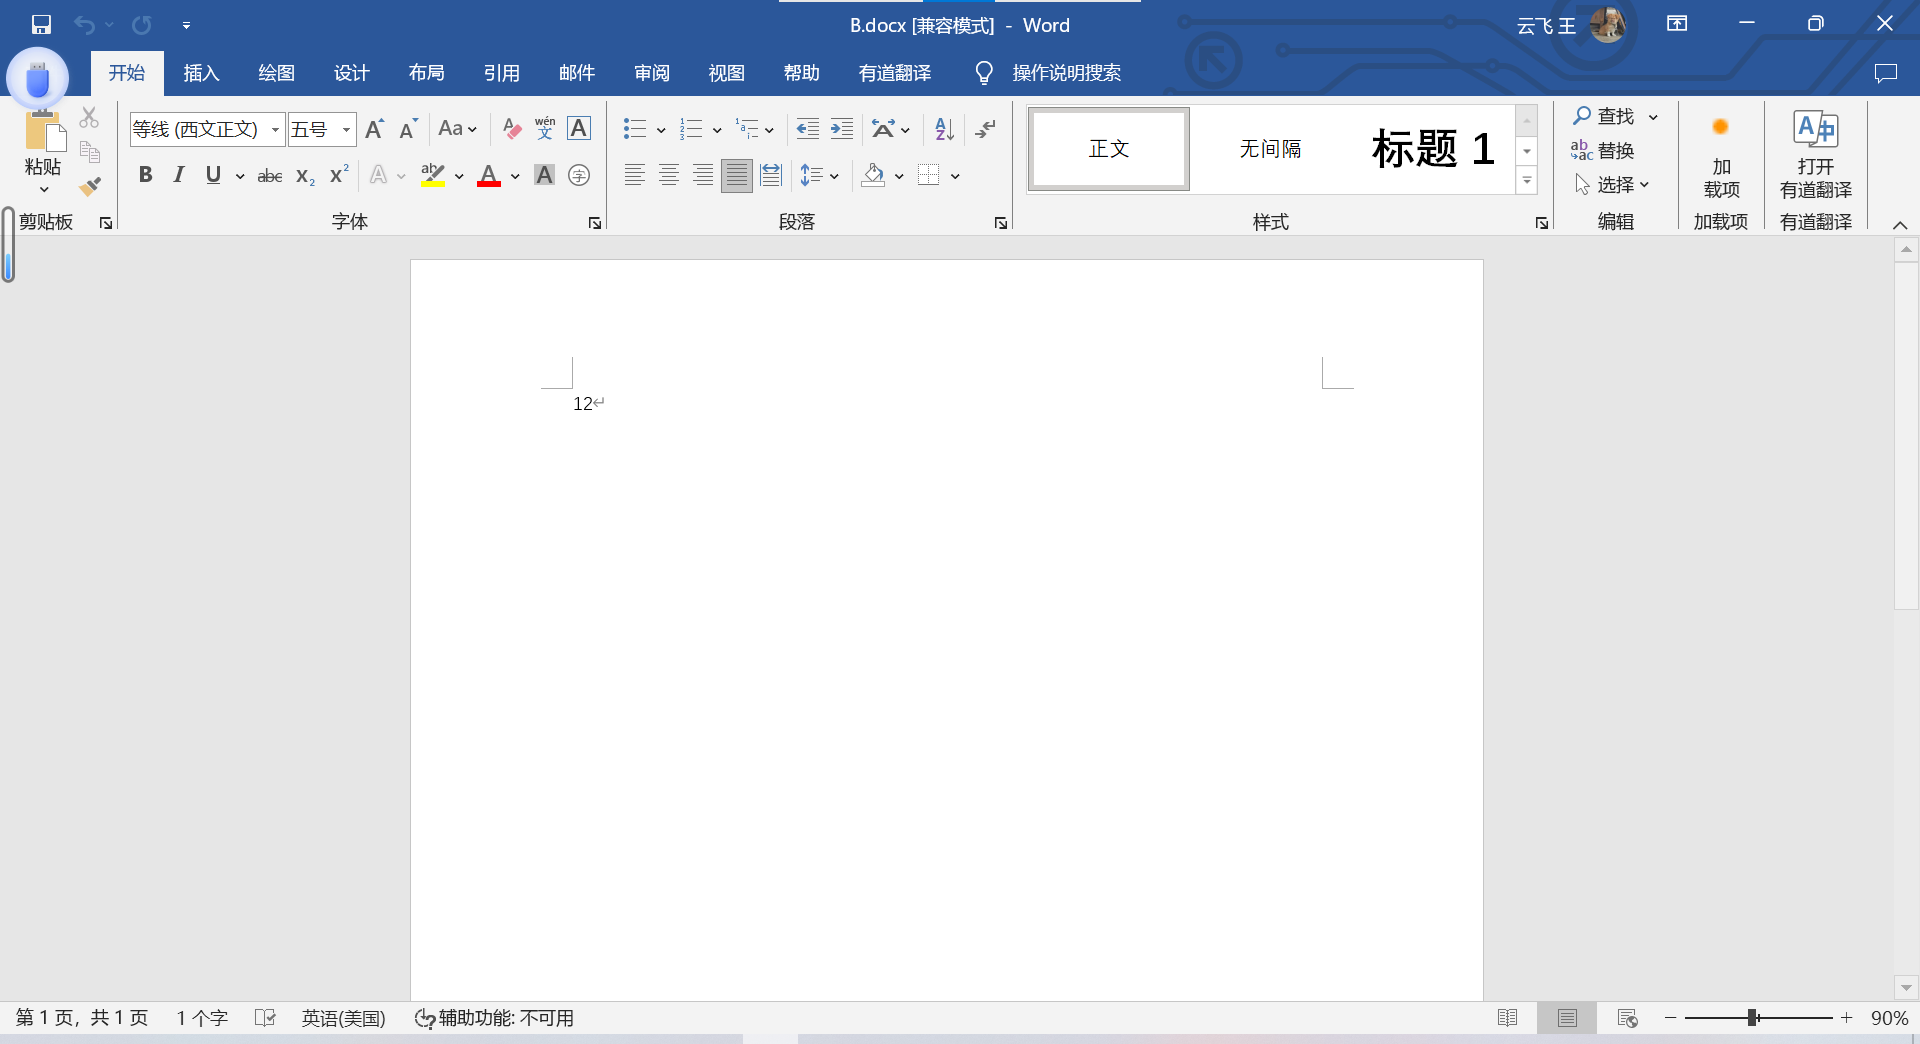 B.docx [兼容模式] - Word
云飞 王
开始 插入 绘图 设计 布局 引用 邮件 审阅 视图 帮助 有道翻译 操作说明搜索
粘贴
剪贴板
等线 (西文正文) 五号 A A Aa wén 文 A
B I U abc X₂ X² A ab A A 字
字体
段落
正文 无间隔 标题 1
样式
查找
替换
选择
编辑
加
载项
加载项
打开
有道翻译
有道翻译
12
第 1 页，共 1 页 1 个字 英语(美国) 辅助功能: 不可用 90%